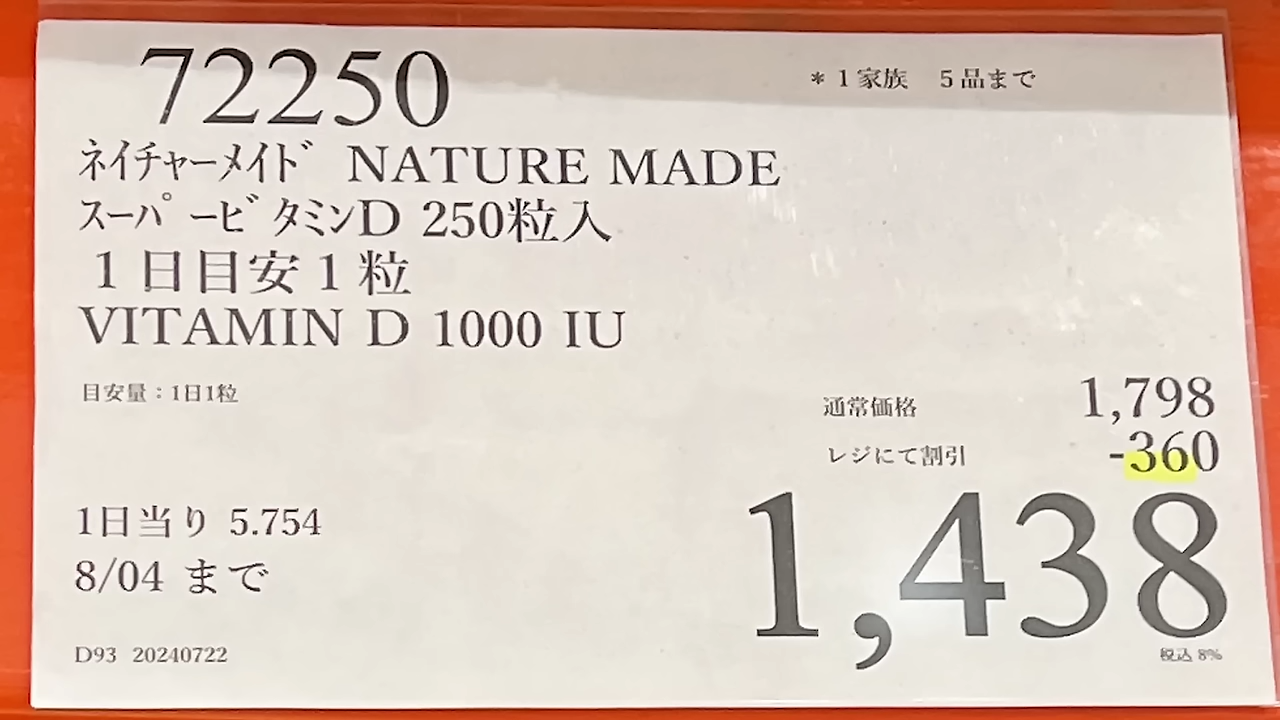 72250
＊1家族　5品まで
ﾈｲﾁｬｰﾒｲﾄﾞ NATURE MADE
ｽｰﾊﾟｰﾋﾞﾀﾐﾝD 250粒入
1日目安1粒
VITAMIN D 1000 IU
目安量：1日1粒
通常価格 1,798
レジにて割引 -360
1,438
1日当り 5.754
8/04 まで
税込 8%
D93 20240722